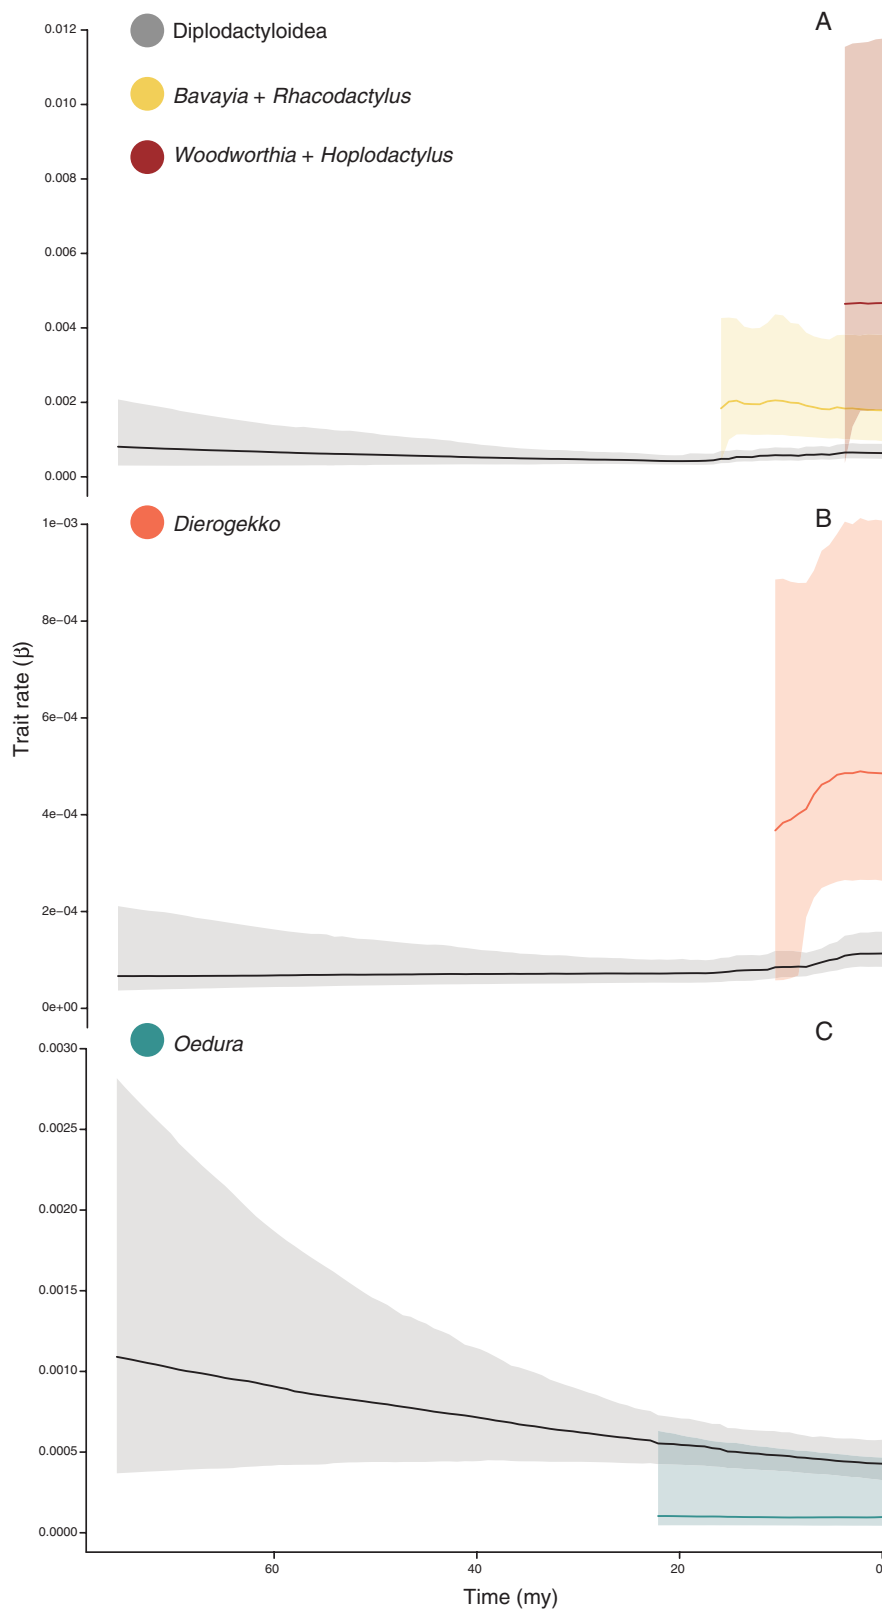 A
Diplodactyloidea
Bavayia + Rhacodactylus
Woodworthia + Hoplodactylus
0.012
0.010
0.008
0.006
0.004
0.002
0.000
B
Dierogekko
1e−03
8e−04
6e−04
4e−04
2e−04
0e+00
Trait rate (β)
C
Oedura
0.0030
0.0025
0.0020
0.0015
0.0010
0.0005
0.0000
60
40
20
0
Time (my)